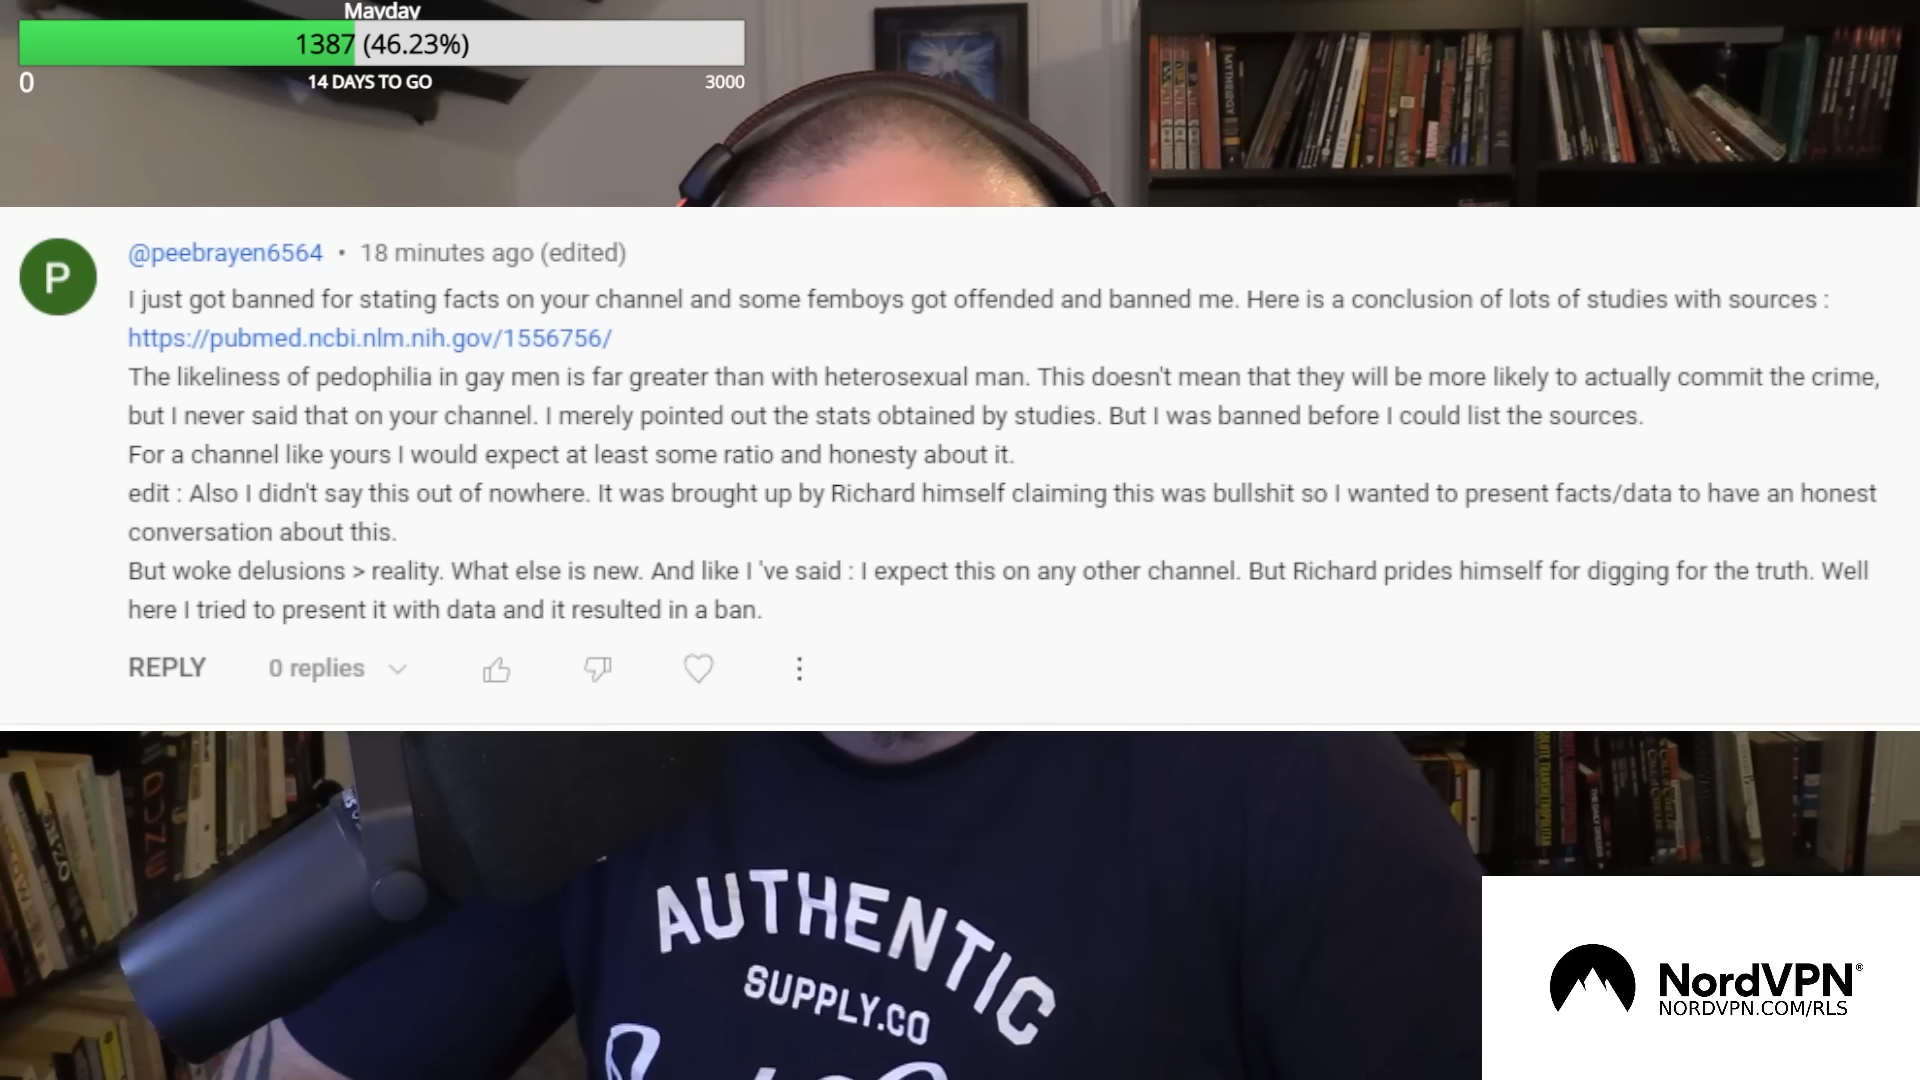 Mayday
1387 (46.23%)
0
14 DAYS TO GO
3000
MYTHOLOGY
P
@peebrayen6564 • 18 minutes ago (edited)
I just got banned for stating facts on your channel and some femboys got offended and banned me. Here is a conclusion of lots of studies with sources :
https://pubmed.ncbi.nlm.nih.gov/1556756/
The likeliness of pedophilia in gay men is far greater than with heterosexual man. This doesn't mean that they will be more likely to actually commit the crime,
but I never said that on your channel. I merely pointed out the stats obtained by studies. But I was banned before I could list the sources.
For a channel like yours I would expect at least some ratio and honesty about it.
edit : Also I didn't say this out of nowhere. It was brought up by Richard himself claiming this was bullshit so I wanted to present facts/data to have an honest
conversation about this.
But woke delusions > reality. What else is new. And like I 've said : I expect this on any other channel. But Richard prides himself for digging for the truth. Well
here I tried to present it with data and it resulted in a ban.
REPLY
0 replies
DUNE
AUTHENTIC
SUPPLY.CO
NordVPN®
NORDVPN.COM/RLS